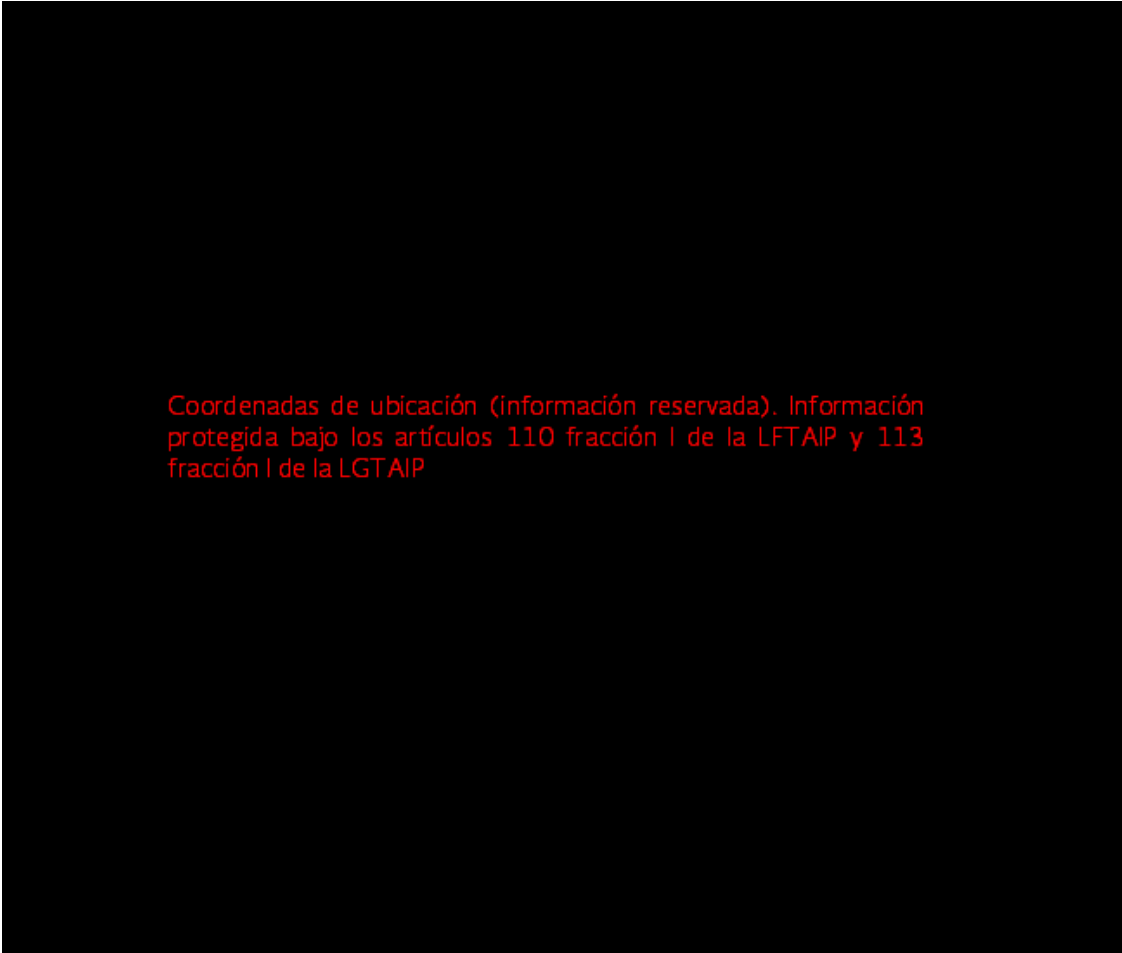 Coordenadas de ubicación (información reservada). Información
protegida bajo los artículos 110 fracción I de la LFTAIP y 113
fracción I de la LGTAIP